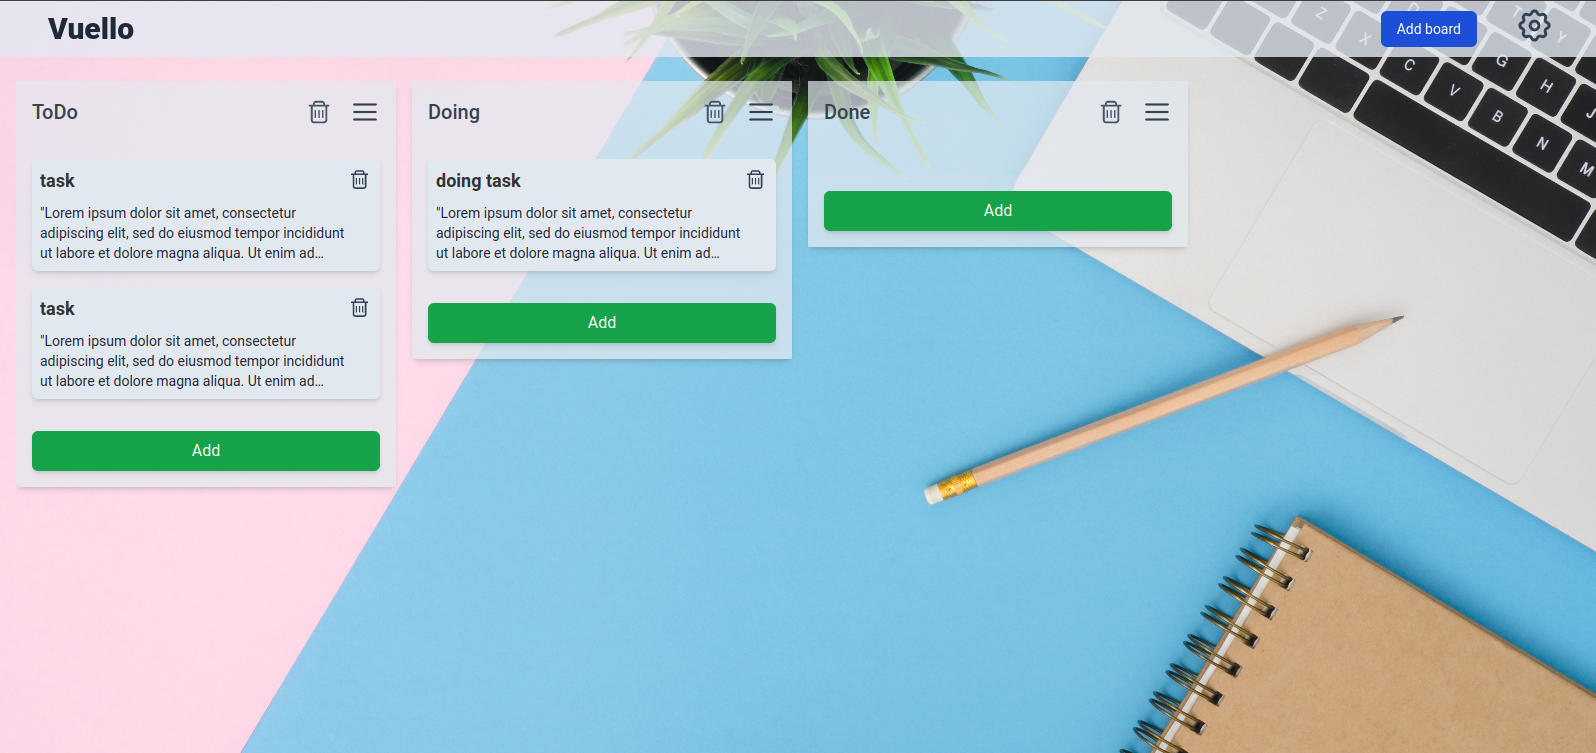 Vuello
Add board
ToDo
task
"Lorem ipsum dolor sit amet, consectetur
adipiscing elit, sed do eiusmod tempor incididunt
ut labore et dolore magna aliqua. Ut enim ad...
task
"Lorem ipsum dolor sit amet, consectetur
adipiscing elit, sed do eiusmod tempor incididunt
ut labore et dolore magna aliqua. Ut enim ad...
Add
Doing
doing task
"Lorem ipsum dolor sit amet, consectetur
adipiscing elit, sed do eiusmod tempor incididunt
ut labore et dolore magna aliqua. Ut enim ad...
Add
Done
Add
Z
D
T
Y
X
C
V
B
N
M
G
H
J